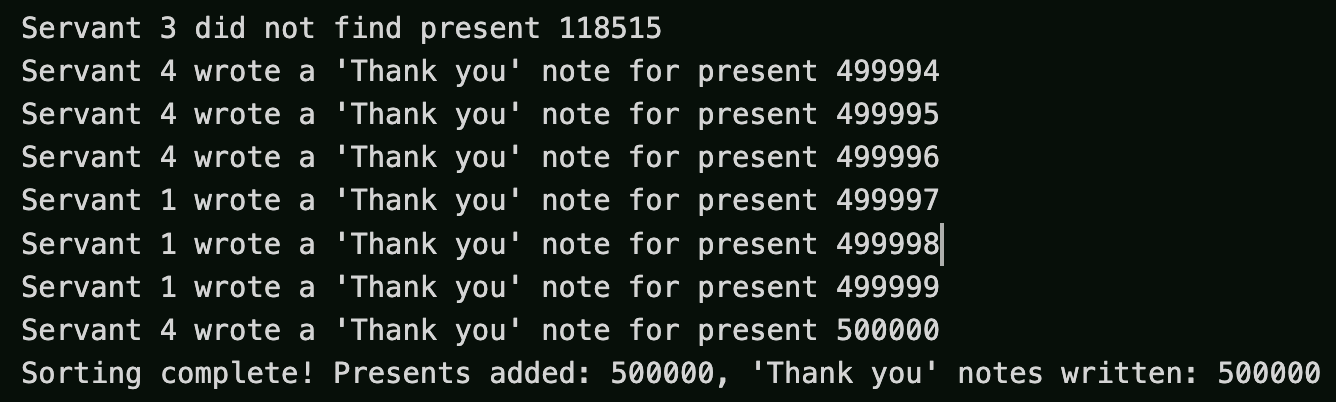 Servant 3 did not find present 118515
Servant 4 wrote a 'Thank you' note for present 499994
Servant 4 wrote a 'Thank you' note for present 499995
Servant 4 wrote a 'Thank you' note for present 499996
Servant 1 wrote a 'Thank you' note for present 499997
Servant 1 wrote a 'Thank you' note for present 499998
Servant 1 wrote a 'Thank you' note for present 499999
Servant 4 wrote a 'Thank you' note for present 500000
Sorting complete! Presents added: 500000, 'Thank you' notes written: 500000